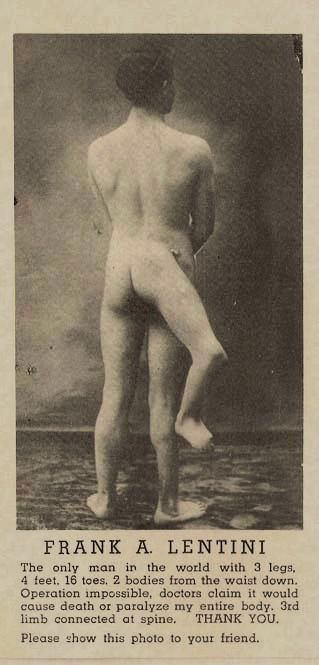 FRANK A. LENTINI
The only man in the world with 3 legs,
4 feet, 16 toes, 2 bodies from the waist down.
Operation impossible, doctors claim it would
cause death or paralyze my entire body. 3rd
limb connected at spine. THANK YOU.
Please show this photo to your friend.